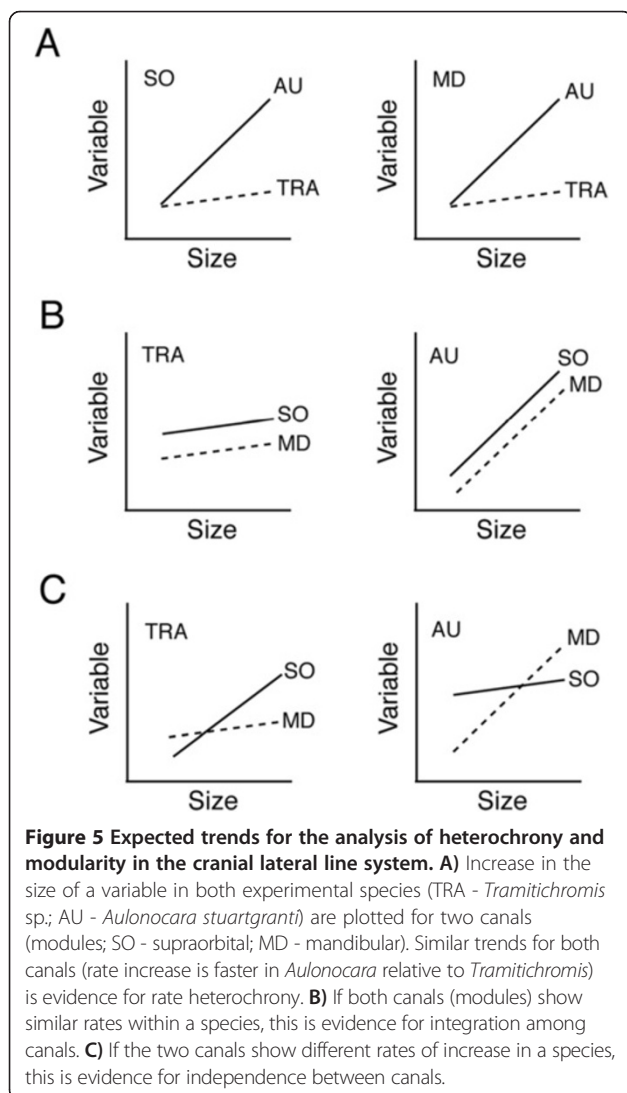 A
SO
AU
TRA
Variable
Size
MD
AU
TRA
Variable
Size
B
TRA
SO
MD
Variable
Size
AU
SO
MD
Variable
Size
C
TRA
SO
MD
Variable
Size
AU
MD
SO
Variable
Size
Figure 5 Expected trends for the analysis of heterochrony and
modularity in the cranial lateral line system. A) Increase in the
size of a variable in both experimental species (TRA - Tramitichromis
sp.; AU - Aulonocara stuartgranti) are plotted for two canals
(modules; SO - supraorbital; MD - mandibular). Similar trends for both
canals (rate increase is faster in Aulonocara relative to Tramitichromis)
is evidence for rate heterochrony. B) If both canals (modules) show
similar rates within a species, this is evidence for integration among
canals. C) If the two canals show different rates of increase in a species,
this is evidence for independence between canals.